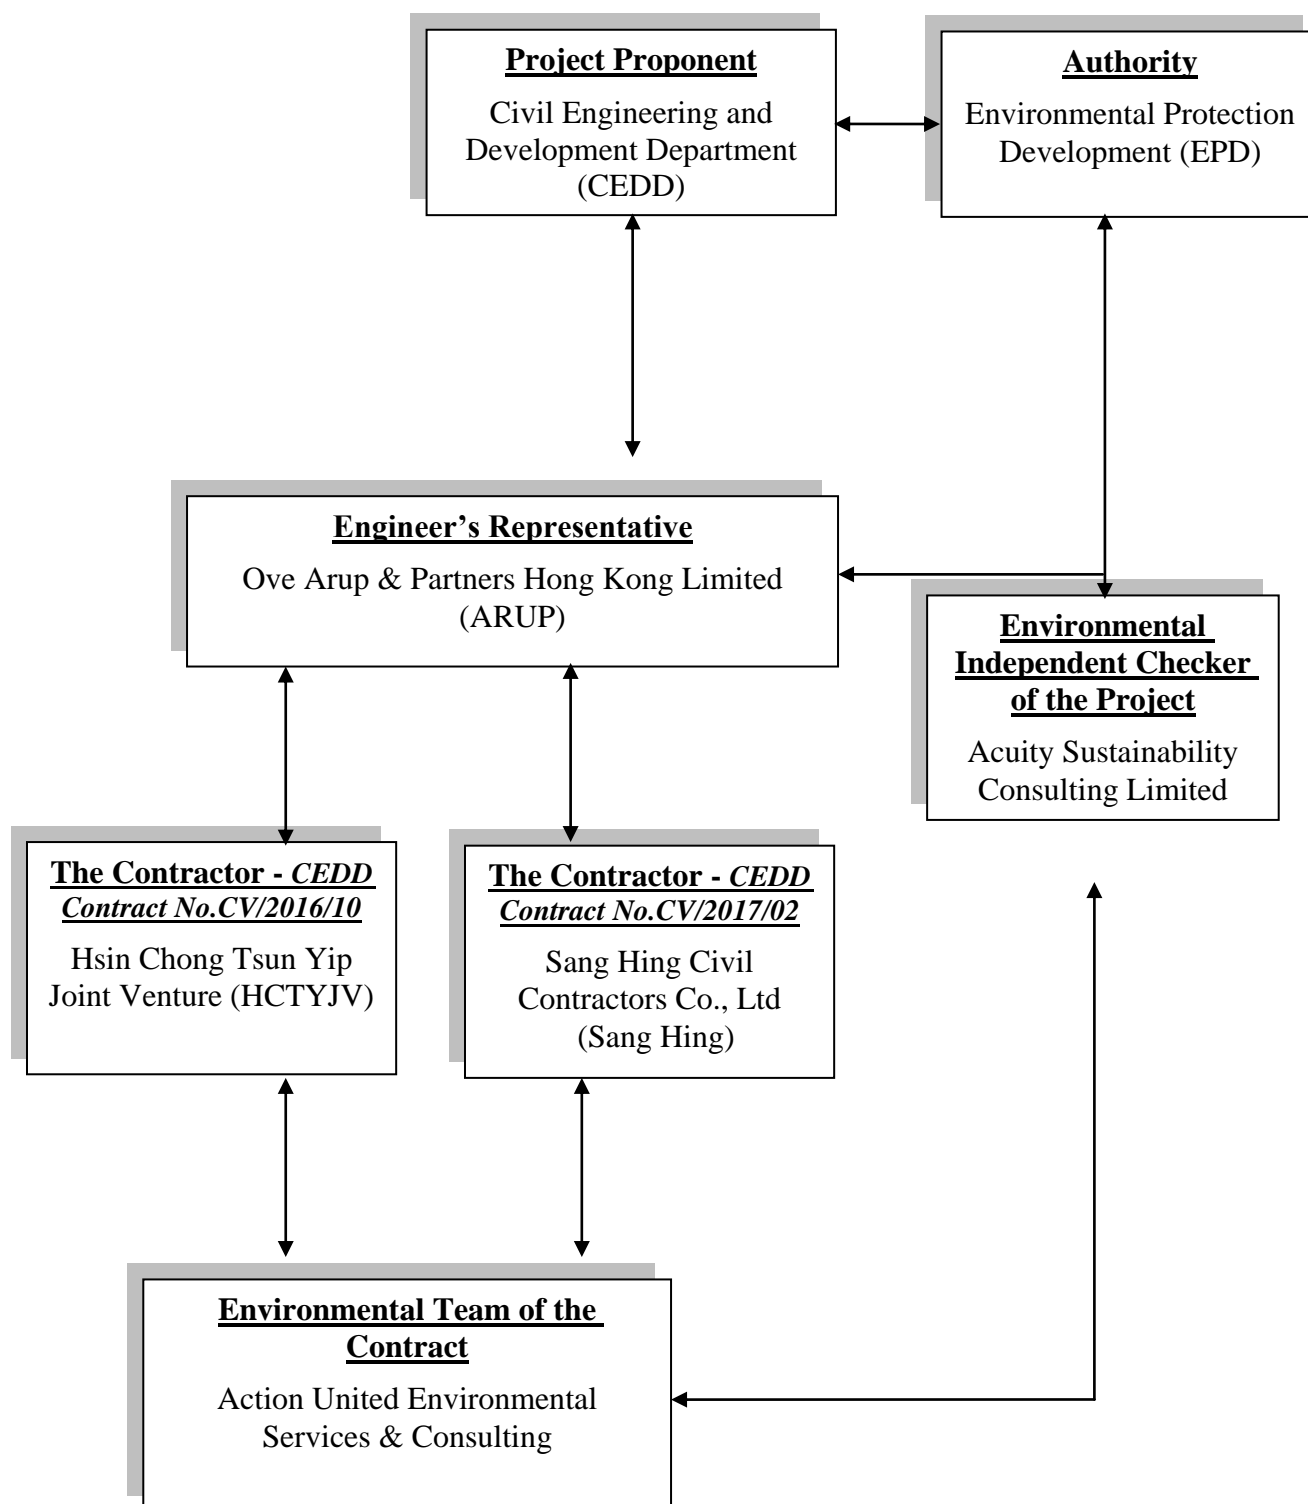 Project Proponent
Civil Engineering and
Development Department
(CEDD)
Authority
Environmental Protection
Development (EPD)
Engineer’s Representative
Ove Arup & Partners Hong Kong Limited
(ARUP)
Environmental
Independent Checker
of the Project
Acuity Sustainability
Consulting Limited
The Contractor - CEDD
Contract No.CV/2016/10
Hsin Chong Tsun Yip
Joint Venture (HCTYJV)
The Contractor - CEDD
Contract No.CV/2017/02
Sang Hing Civil
Contractors Co., Ltd
(Sang Hing)
Environmental Team of the
Contract
Action United Environmental
Services & Consulting